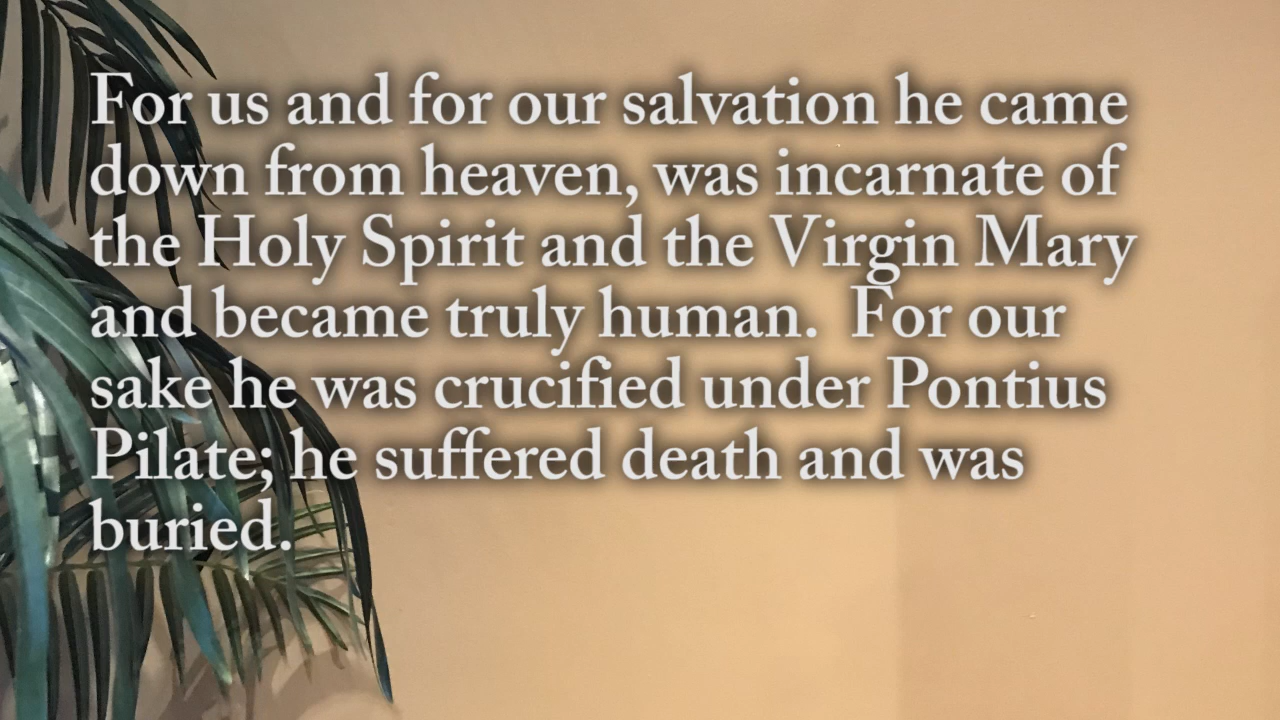 For us and for our salvation he came
down from heaven, was incarnate of
the Holy Spirit and the Virgin Mary
and became truly human.  For our
sake he was crucified under Pontius
Pilate; he suffered death and was
buried.